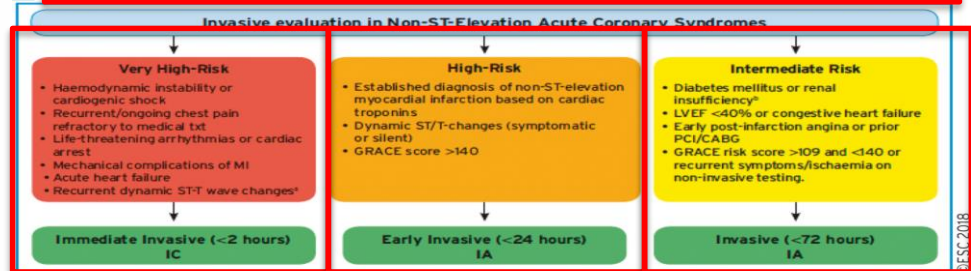 Invasive evaluation in Non-ST-Elevation Acute Coronary Syndromes
Very High-Risk
• Haemodynamic instability or
cardiogenic shock
• Recurrent/ongoing chest pain
refractory to medical txt
• Life-threatening arrhythmias or cardiac
arrest
• Mechanical complications of MI
• Acute heart failure
• Recurrent dynamic ST-T wave changesª
Immediate Invasive (<2 hours)
IC
High-Risk
• Established diagnosis of non-ST-elevation
myocardial infarction based on cardiac
troponins
• Dynamic ST/T-changes (symptomatic
or silent)
• GRACE score >140
Early Invasive (<24 hours)
IA
Intermediate Risk
• Diabetes mellitus or renal
insufficiency
• LVEF <40% or congestive heart failure
• Early post-infarction angina or prior
PCI/CABG
• GRACE risk score >109 and <140 or
recurrent symptoms/ischaemia on
non-invasive testing.
Invasive (<72 hours)
IA
©ESC 2018